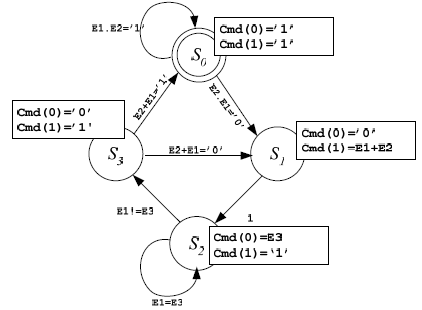 E1.E2='1'
Cmd(0)='1'
Cmd(1)='1'
S0
E2+E1='1'
E2.E1='0'
Cmd(0)='0'
Cmd(1)='1'
Cmd(0)='0'
Cmd(1)=E1+E2
S3
E2+E1='0'
S1
E1!=E3
1
S2
Cmd(0)=E3
Cmd(1)='1'
E1=E3